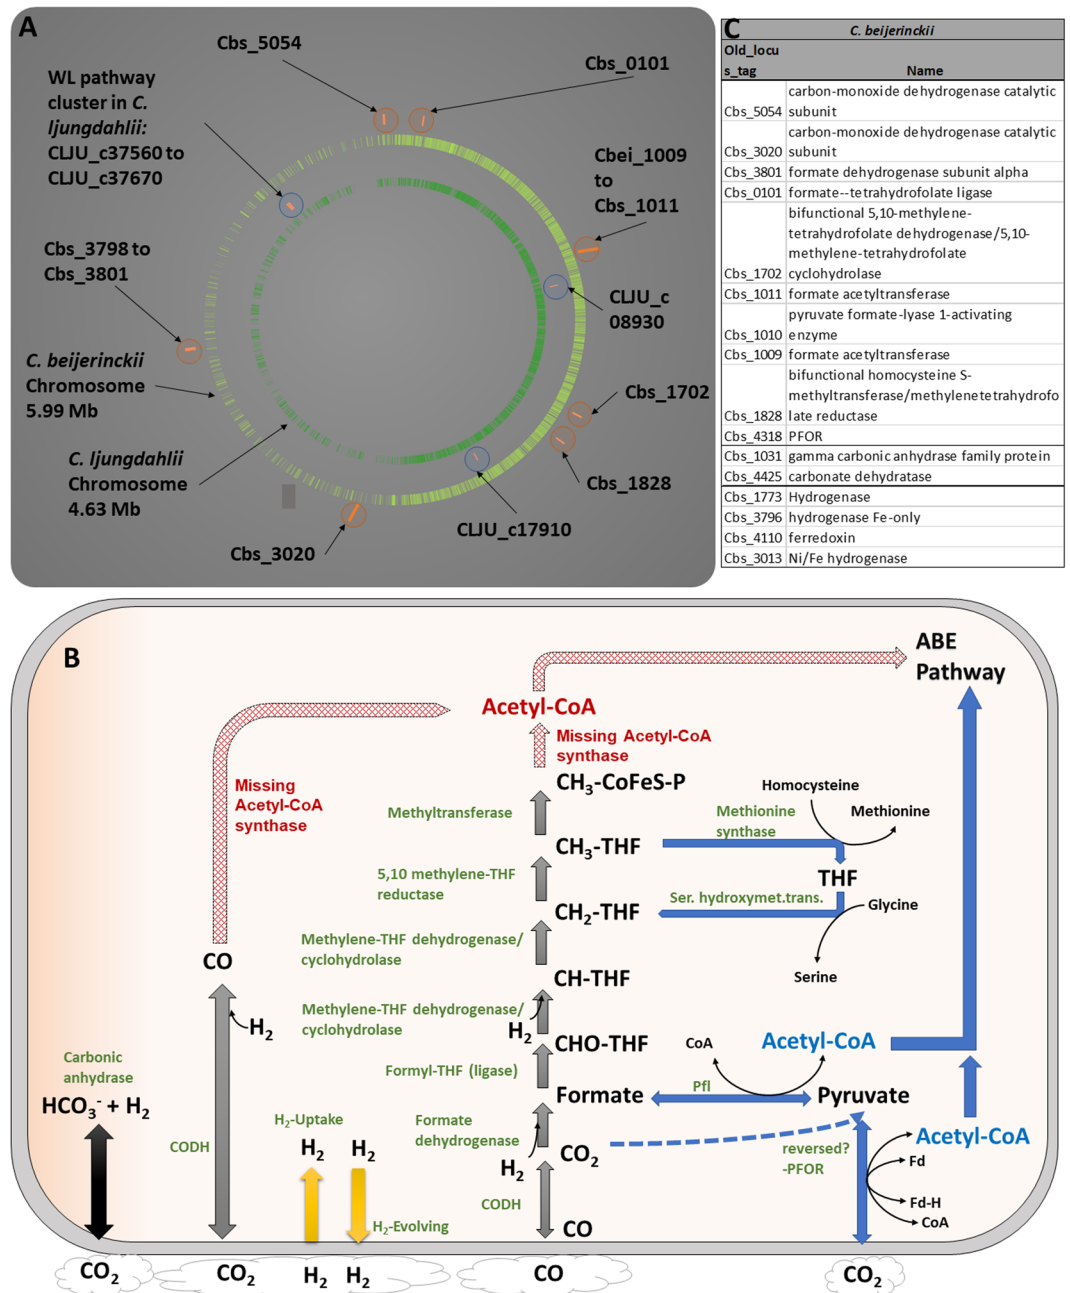 A
Cbs_5054
Cbs_0101
WL pathway
cluster in C.
ljungdahlii:
CLJU_c37560 to
CLJU_c37670
Cbei_1009
to
Cbs_1011
Cbs_3798 to
Cbs_3801
CLJU_c
08930
C. beijerinckii
Chromosome
5.99 Mb
Cbs_1702
C. ljungdahlii
Chromosome
4.63 Mb
Cbs_1828
CLJU_c17910
Cbs_3020
C
C. beijerinckii
Old_locu
s_tag Name
carbon-monoxide dehydrogenase catalytic
Cbs_5054 subunit
carbon-monoxide dehydrogenase catalytic
Cbs_3020 subunit
Cbs_3801 formate dehydrogenase subunit alpha
Cbs_0101 formate--tetrahydrofolate ligase
bifunctional 5,10-methylene-
tetrahydrofolate dehydrogenase/5,10-
methylene-tetrahydrofolate
Cbs_1702 cyclohydrolase
Cbs_1011 formate acetyltransferase
pyruvate formate-lyase 1-activating
Cbs_1010 enzyme
Cbs_1009 formate acetyltransferase
bifunctional homocysteine S-
methyltransferase/methylenetetrahydrofo
Cbs_1828 late reductase
Cbs_4318 PFOR
Cbs_1031 gamma carbonic anhydrase family protein
Cbs_4425 carbonate dehydratase
Cbs_1773 Hydrogenase
Cbs_3796 hydrogenase Fe-only
Cbs_4110 ferredoxin
Cbs_3013 Ni/Fe hydrogenase
B
ABE
Pathway
Acetyl-CoA
Missing Acetyl-CoA
synthase
Missing
Acetyl-CoA
synthase
CH₃-CoFeS-P
Homocysteine
Methyltransferase
Methionine
synthase
Methionine
CH₃-THF
5,10 methylene-THF
reductase
THF
Ser. hydroxymet.trans.
Glycine
CH₂-THF
Methylene-THF dehydrogenase/
cyclohydrolase
CO
Serine
CH-THF
Methylene-THF dehydrogenase/
cyclohydrolase
H₂
H₂
CHO-THF
CoA
Acetyl-CoA
Carbonic
anhydrase
Formyl-THF (ligase)
Pfl
HCO₃⁻ + H₂
Formate
Pyruvate
H₂-Uptake
Formate
dehydrogenase
CODH
H₂ H₂
H₂
CO₂
reversed?
-PFOR
Acetyl-CoA
Fd
Fd-H
CoA
CODH
H₂-Evolving
CO
CO₂ CO₂ H₂ H₂ CO CO₂